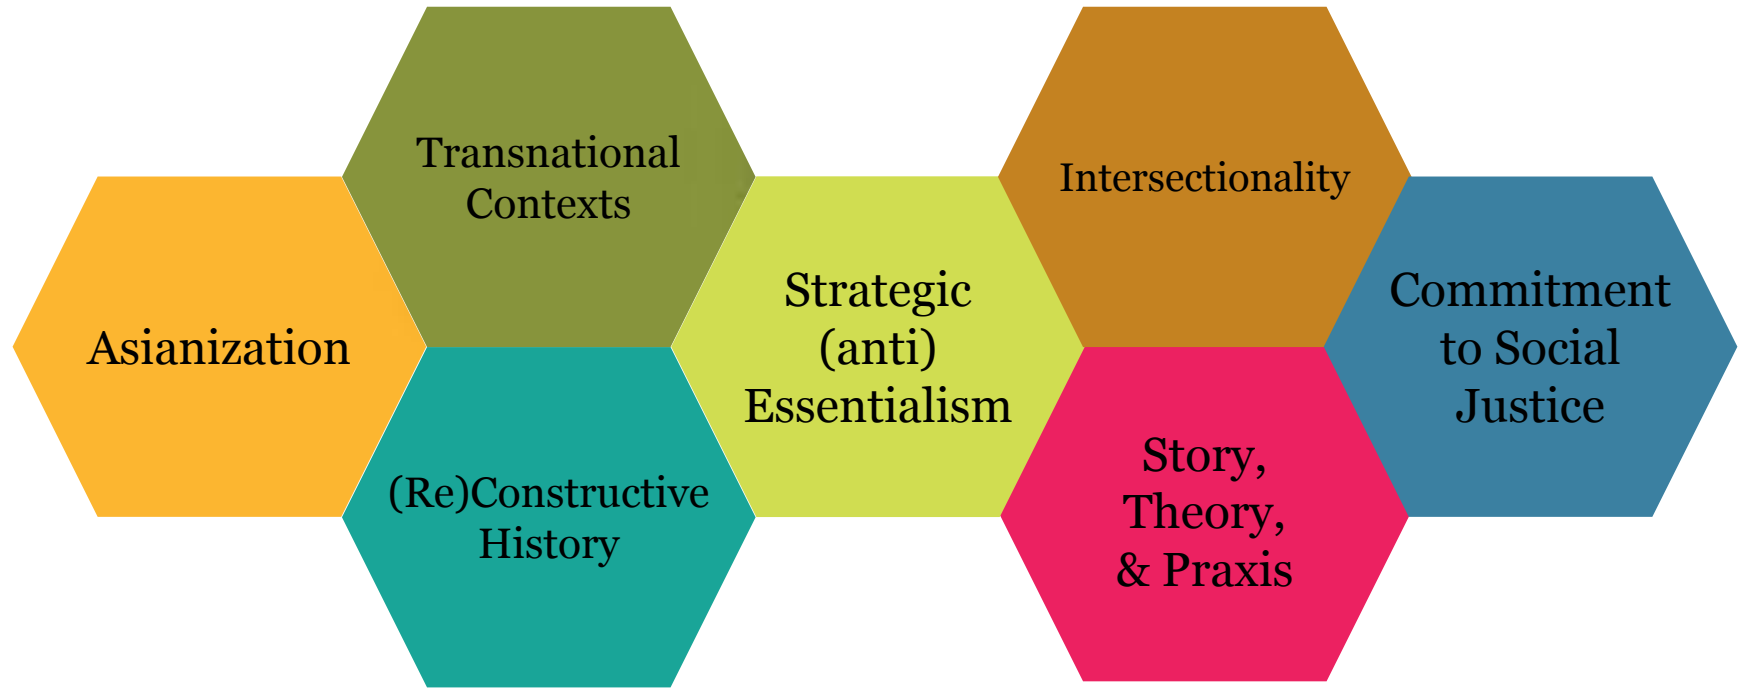 Asianization
Transnational
Contexts
(Re)Constructive
History
Strategic
(anti)
Essentialism
Intersectionality
Story,
Theory,
& Praxis
Commitment
to Social
Justice